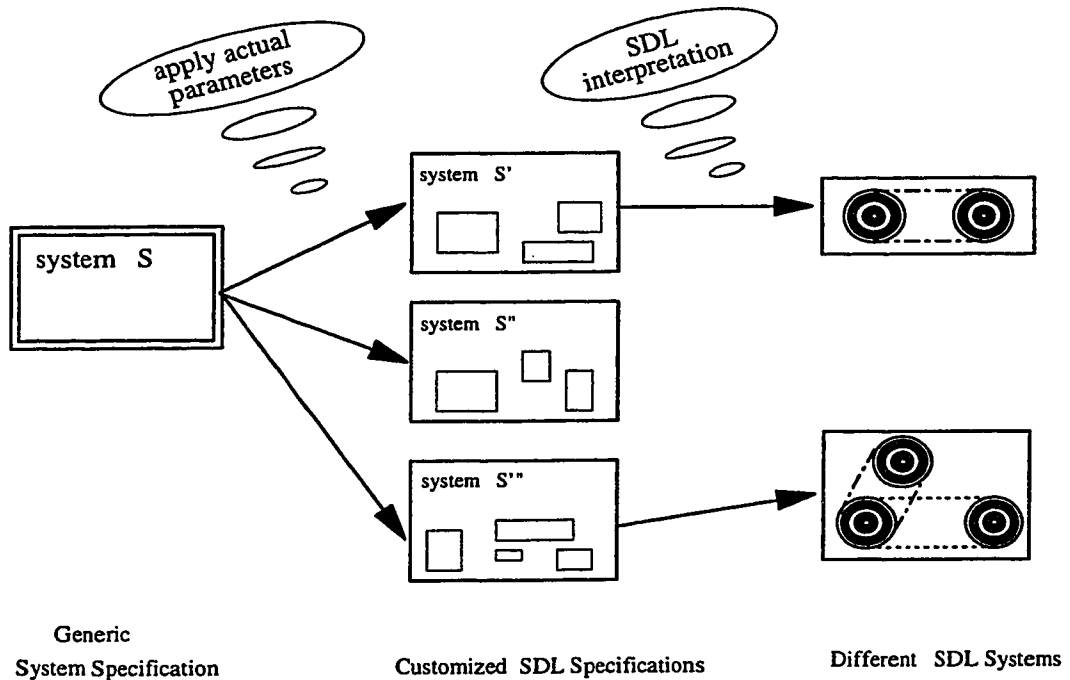 apply actual
parameters
SDL
interpretation
system S
system S'
system S"
system S'"
Generic
System Specification
Customized SDL Specifications
Different SDL Systems